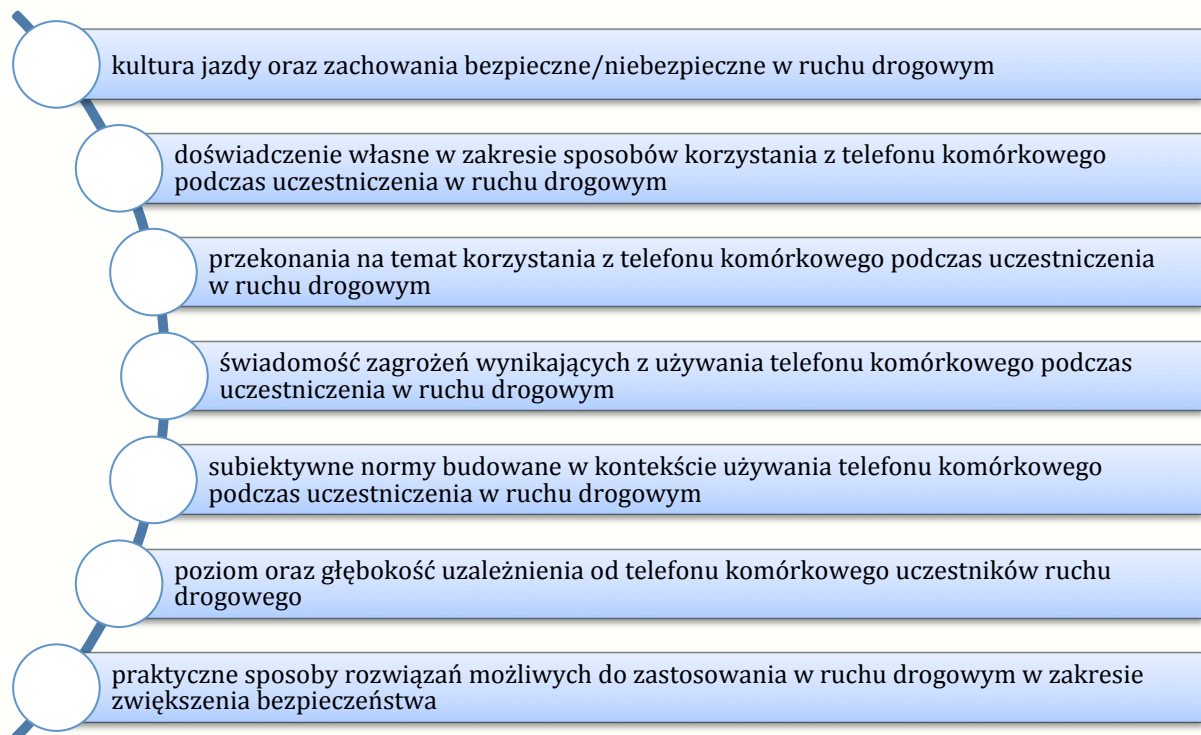 kultura jazdy oraz zachowania bezpieczne/niebezpieczne w ruchu drogowym
doświadczenie własne w zakresie sposobów korzystania z telefonu komórkowego
podczas uczestniczenia w ruchu drogowym
przekonania na temat korzystania z telefonu komórkowego podczas uczestniczenia
w ruchu drogowym
świadomość zagrożeń wynikających z używania telefonu komórkowego podczas
uczestniczenia w ruchu drogowym
subiektywne normy budowane w kontekście używania telefonu komórkowego
podczas uczestniczenia w ruchu drogowym
poziom oraz głębokość uzależnienia od telefonu komórkowego uczestników ruchu
drogowego
praktyczne sposoby rozwiązań możliwych do zastosowania w ruchu drogowym w zakresie
zwiększenia bezpieczeństwa